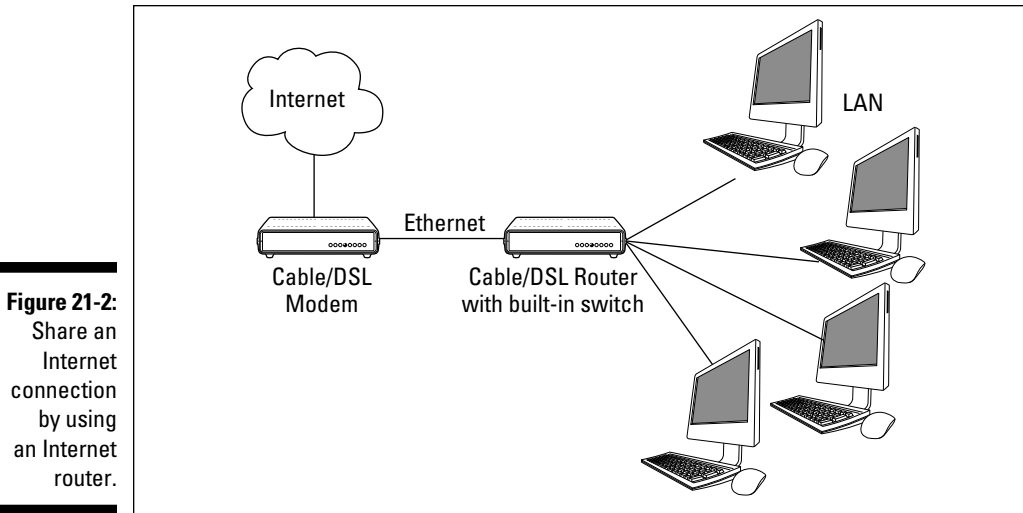 Figure 21-2:
Share an
Internet
connection
by using
an Internet
router.
Internet
LAN
Ethernet
Cable/DSL
Modem
Cable/DSL Router
with built-in switch